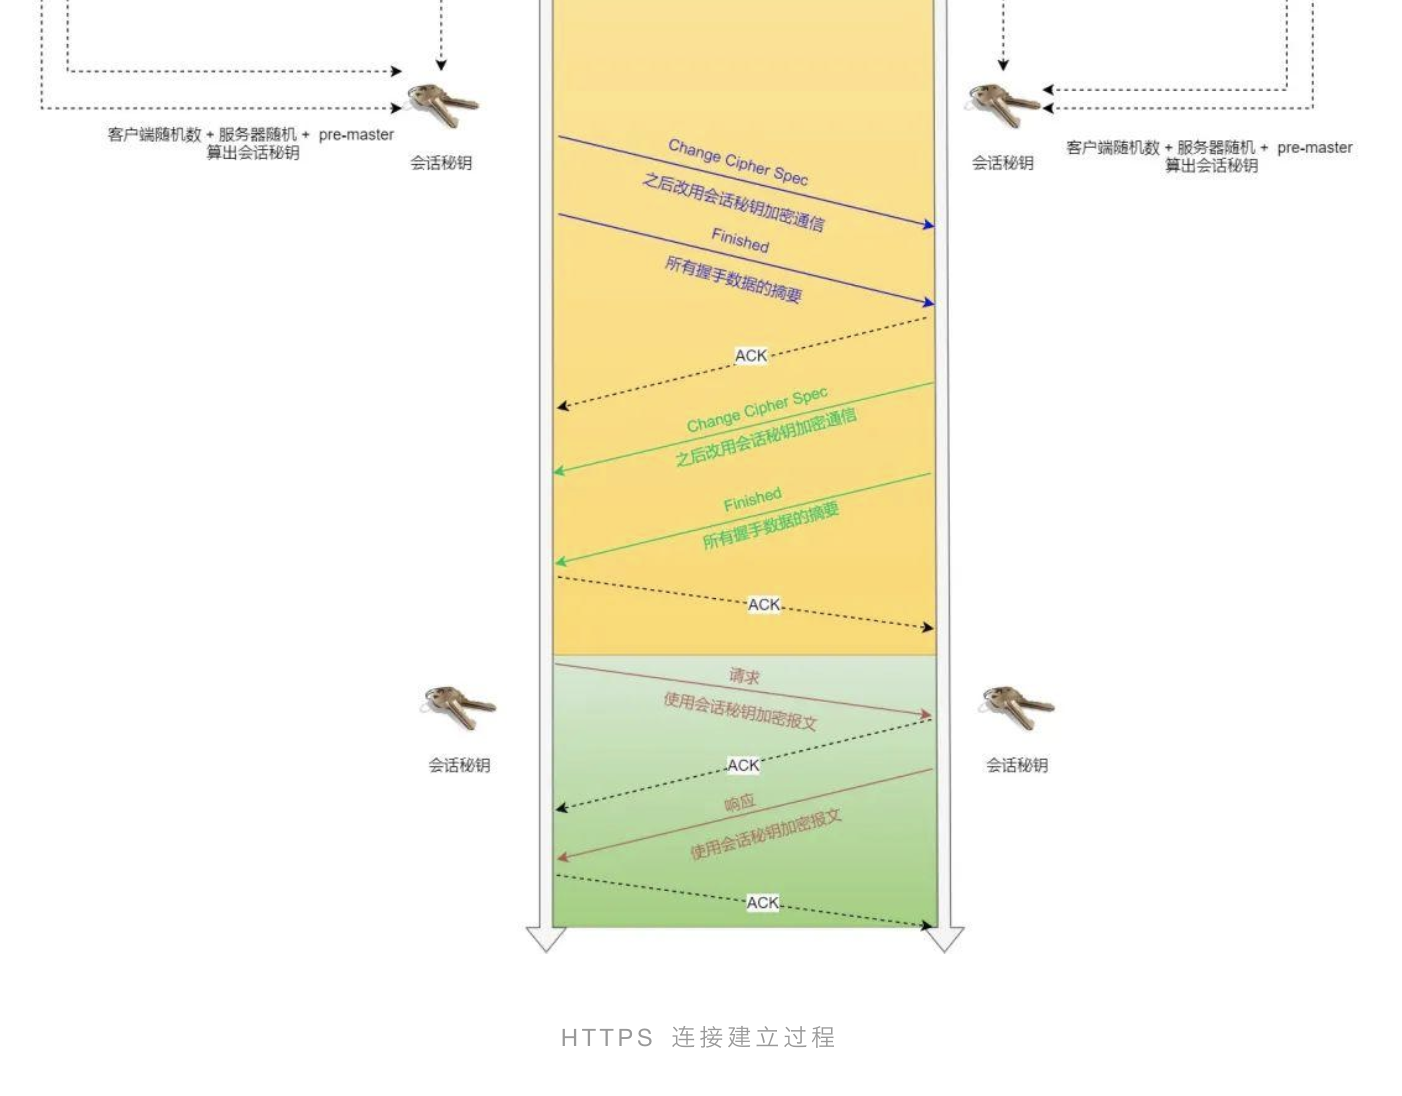 客户端随机数 + 服务器随机 + pre-master
算出会话秘钥
会话秘钥
会话秘钥
客户端随机数 + 服务器随机 + pre-master
算出会话秘钥
Change Cipher Spec
之后改用会话秘钥加密通信
Finished
所有握手数据的摘要
ACK
Change Cipher Spec
之后改用会话秘钥加密通信
Finished
所有握手数据的摘要
ACK
请求
使用会话秘钥加密报文
会话秘钥
会话秘钥
ACK
响应
使用会话秘钥加密报文
ACK
HTTPS 连接建立过程